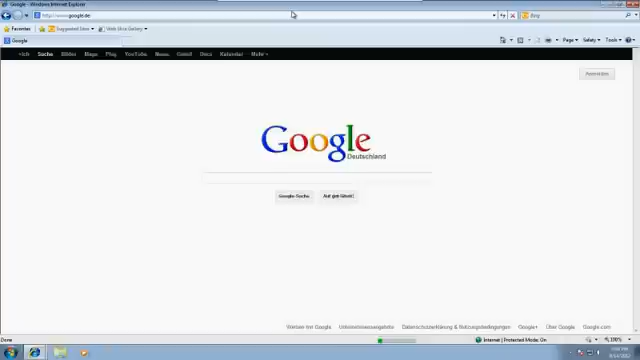 Google - Windows Internet Explorer
http://www.google.de/
Bing
Favorites Suggested Sites Web Slice Gallery
Google
Page Safety Tools
+Ich Suche Bilder Maps Play YouTube News Gmail Docs Kalender Mehr
Anmelden
Google
Deutschland
Google-Suche Auf gut Glück!
Werben mit Google Unternehmensangebote Datenschutzerklärung & Nutzungsbedingungen Google+ Über Google Google.com
Done
Internet | Protected Mode: On
100%